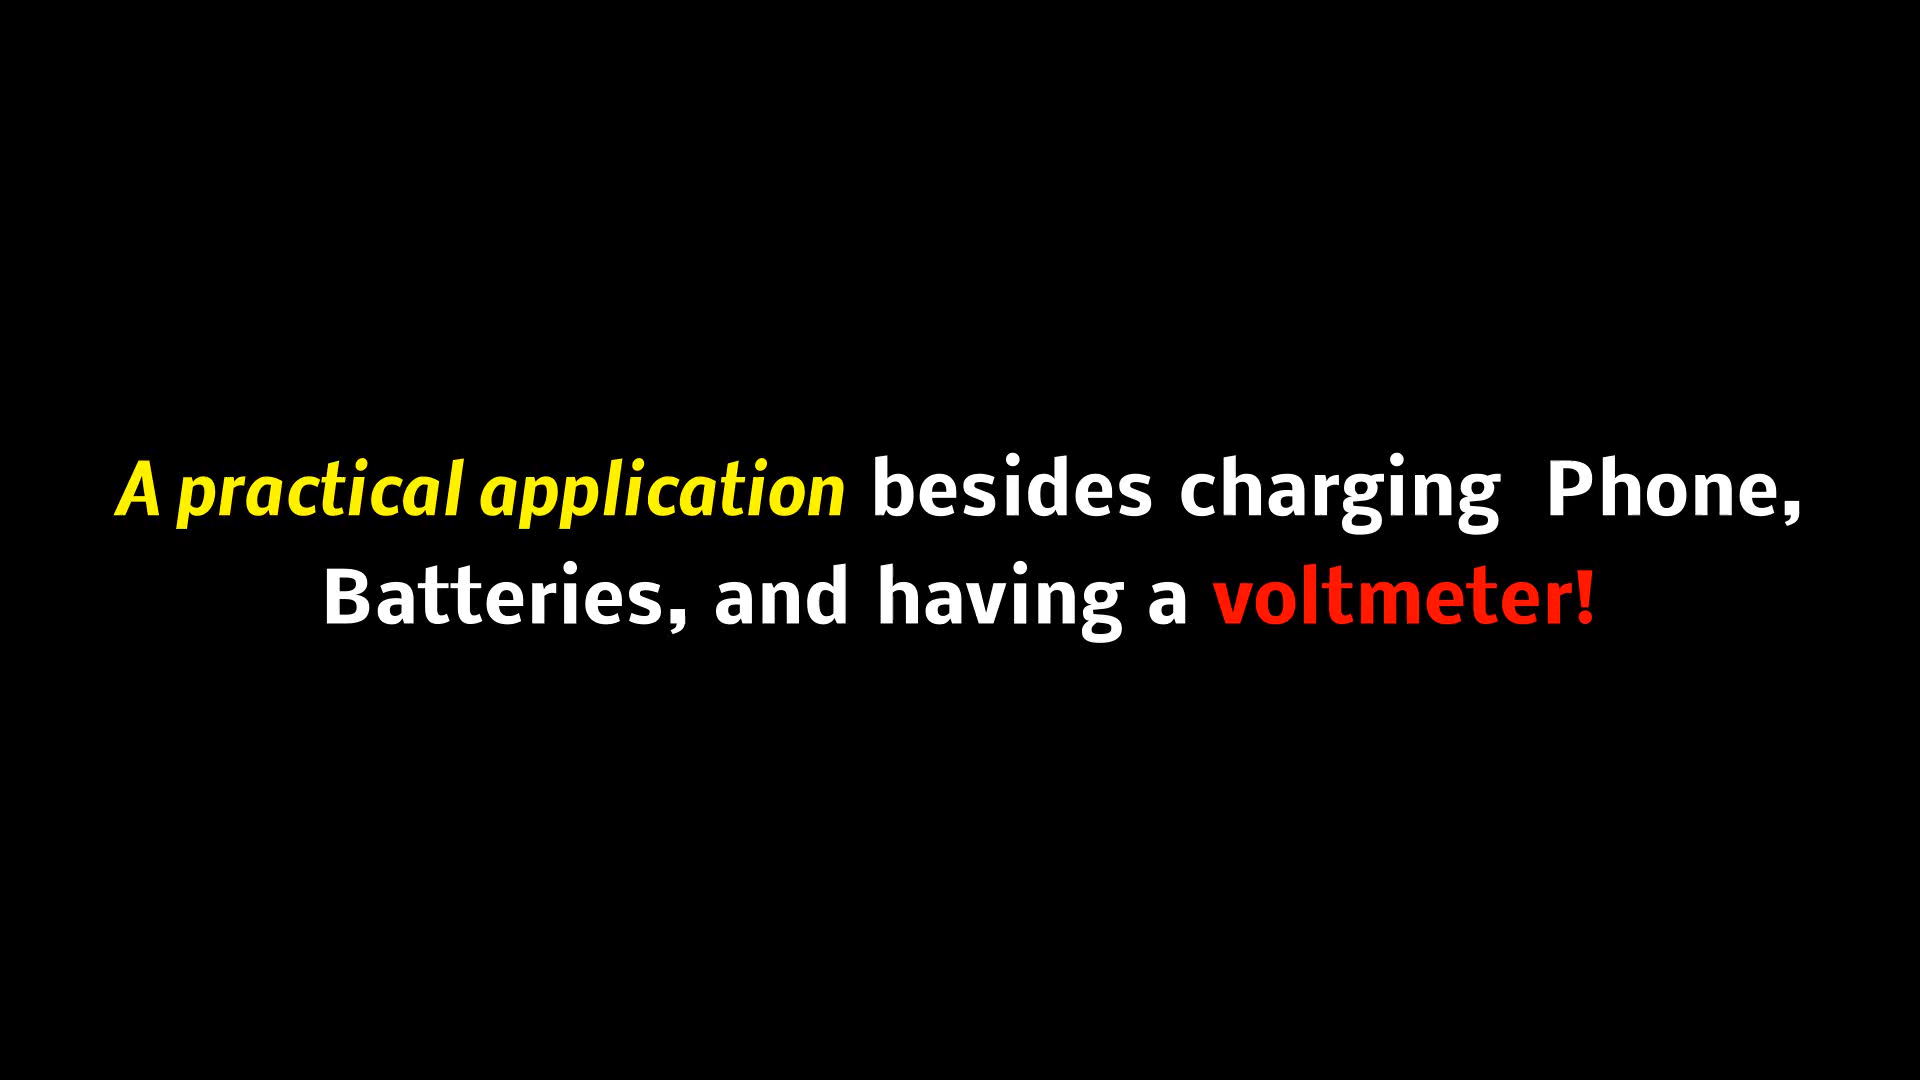 A practical application besides charging  Phone,
Batteries, and having a voltmeter!